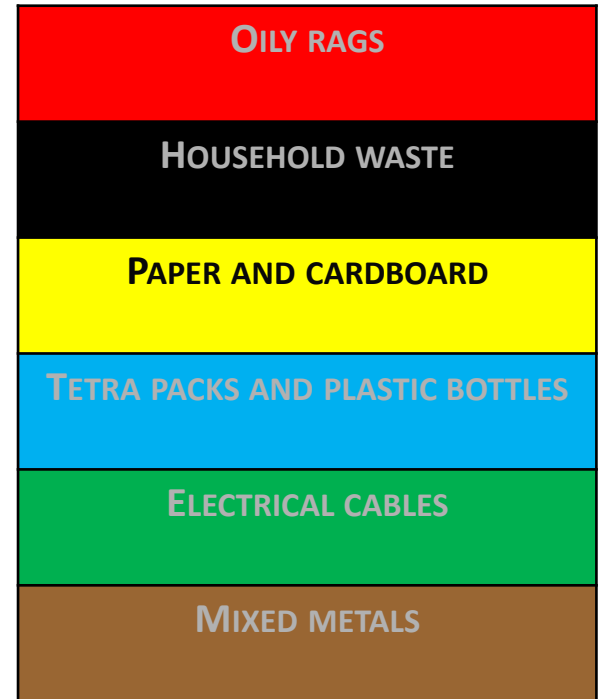 OILY RAGS
HOUSEHOLD WASTE
PAPER AND CARDBOARD
TETRA PACKS AND PLASTIC BOTTLES
ELECTRICAL CABLES
MIXED METALS